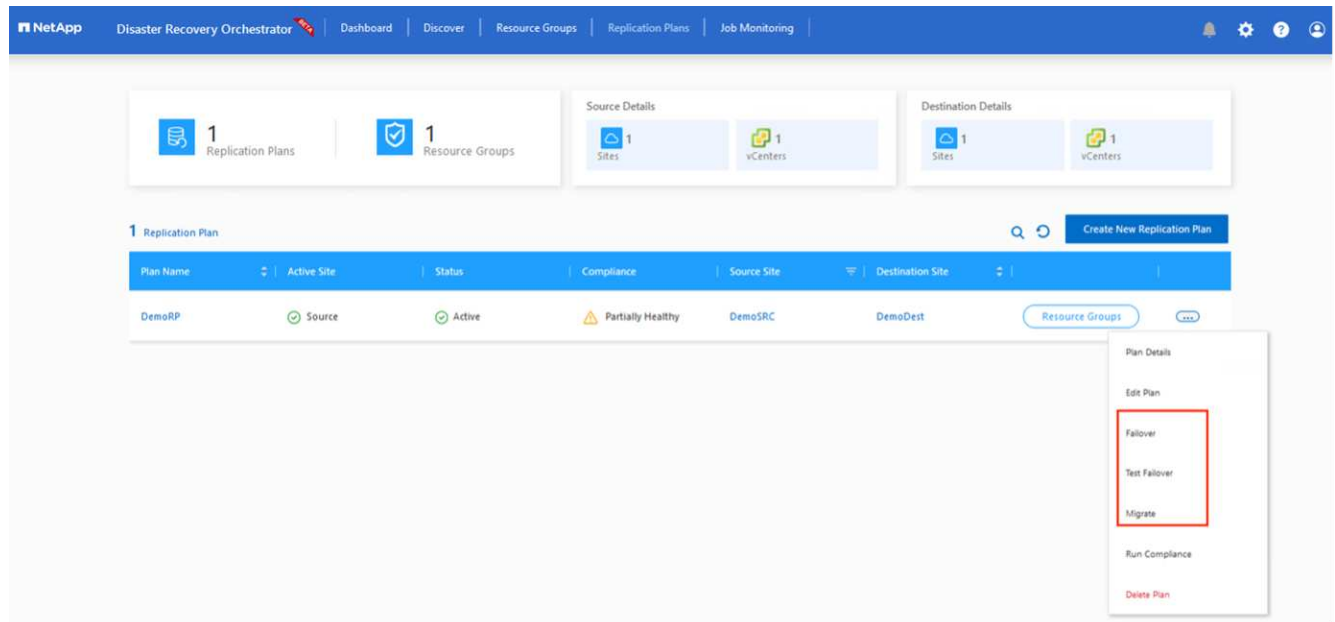 NetApp Disaster Recovery Orchestrator Dashboard Discover Resource Groups Replication Plans Job Monitoring
Source Details Destination Details
1 Replication Plans
1 Resource Groups
1 Sites
1 vCenters
1 Sites
1 vCenters
1 Replication Plan Create New Replication Plan
Plan Name Active Site Status Compliance Source Site Destination Site
DemoRP Source Active Partially Healthy DemoSRC DemoDest Resource Groups ...
Plan Details
Edit Plan
Failover
Test Failover
Migrate
Run Compliance
Delete Plan